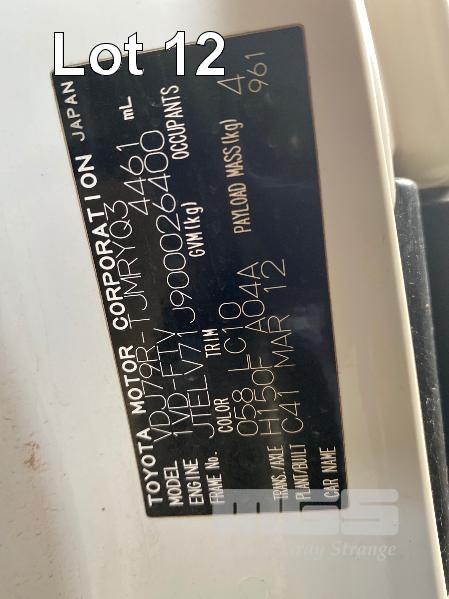 Lot 12
TOYOTA MOTOR CORPORATION JAPAN
MODEL VDJ79R-TJMRYQ3
ENGINE 1VD-FTV 4461 mL
FRAME No. JTELV71J900026400
COLOR TRIM GVM(kg) OCCUPANTS
058 LC10 4
TRANS/AXLE H150F A04A PAYLOAD MASS(kg) 961
PLANT/BUILT C41 MAR 12
CAR NAME
Gray Strange